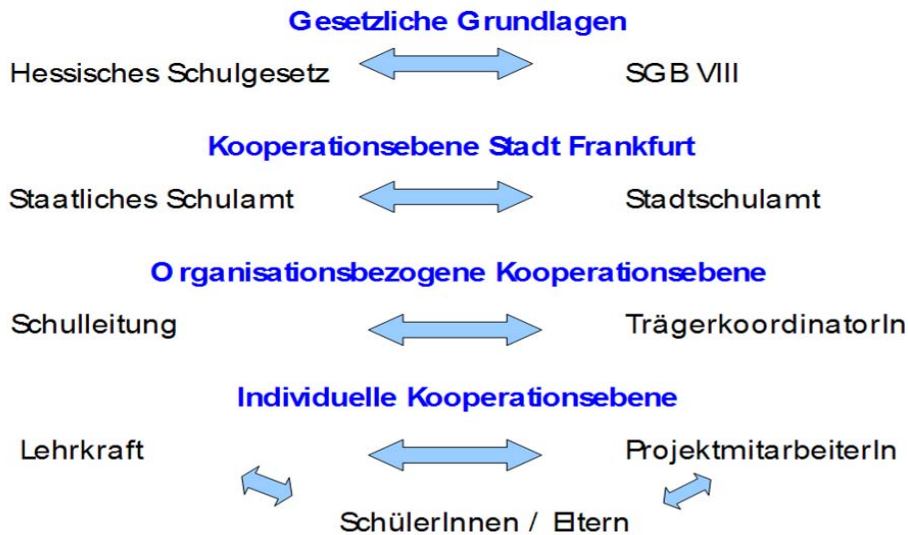 Gesetzliche Grundlagen
Hessisches Schulgesetz SGB VIII
Kooperationsebene Stadt Frankfurt
Staatliches Schulamt Stadtschulamt
Organisationsbezogene Kooperationsebene
Schulleitung TrägerkoordinatorIn
Individuelle Kooperationsebene
Lehrkraft ProjektmitarbeiterIn
SchülerInnen / Eltern